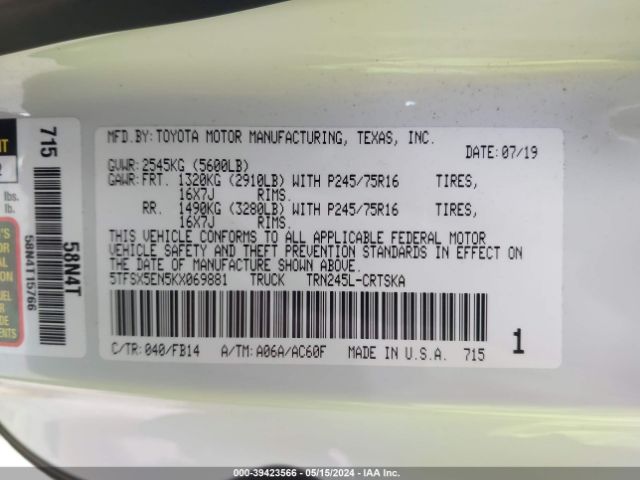 MFD.BY:TOYOTA MOTOR MANUFACTURING, TEXAS, INC.
DATE:07/19
GVWR:2545KG (5600LB)
GAWR:FRT. 1320KG (2910LB) WITH P245/75R16 TIRES,
16X7J RIMS.
RR. 1490KG (3280LB) WITH P245/75R16 TIRES,
16X7J RIMS.
THIS VEHICLE CONFORMS TO ALL APPLICABLE FEDERAL MOTOR
VEHICLE SAFETY AND THEFT PREVENTION STANDARDS IN EFFECT ON
THE DATE OF MANUFACTURE SHOWN ABOVE.
5TFSX5EN5KX069881 TRUCK TRN245L-CRTSKA
C/TR:040/FB14 A/TM:A06A/AC60F MADE IN U.S.A. 715
1
715
58N4T
58N4T15766
lbs.
lb.
000-39423566 - 05/15/2024 - IAA, Inc.